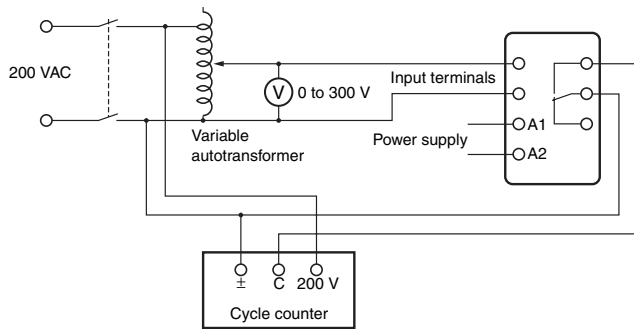 200 VAC
V
0 to 300 V
Input terminals
Variable
autotransformer
Power supply
A1
A2
± C 200 V
Cycle counter